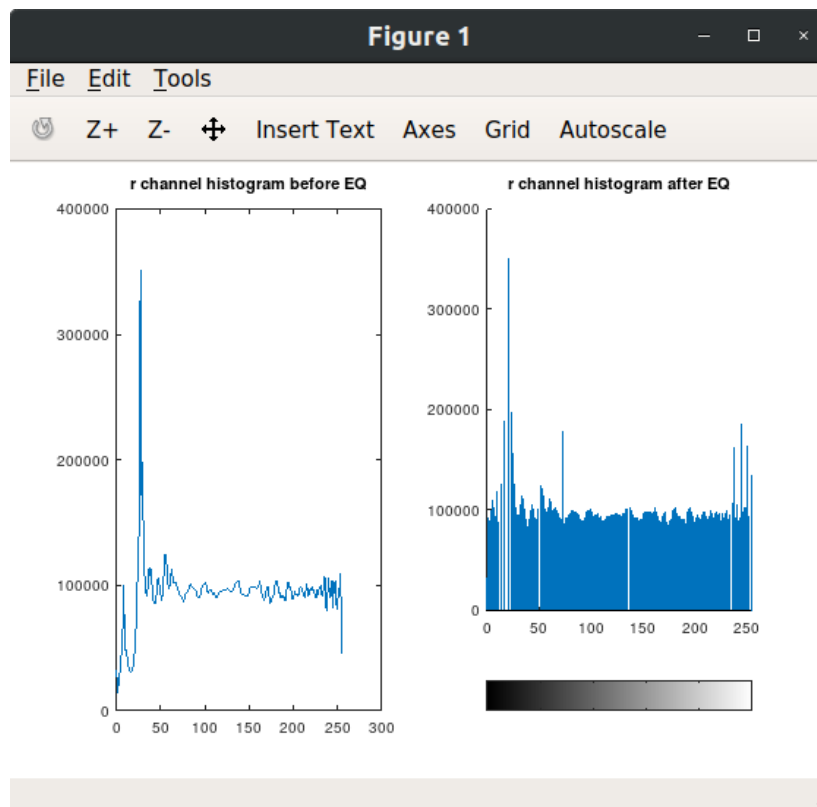 Figure 1
File Edit Tools
Z+ Z- Insert Text Axes Grid Autoscale
r channel histogram before EQ
400000
300000
200000
100000
0
0 50 100 150 200 250 300
r channel histogram after EQ
400000
300000
200000
100000
0
0 50 100 150 200 250